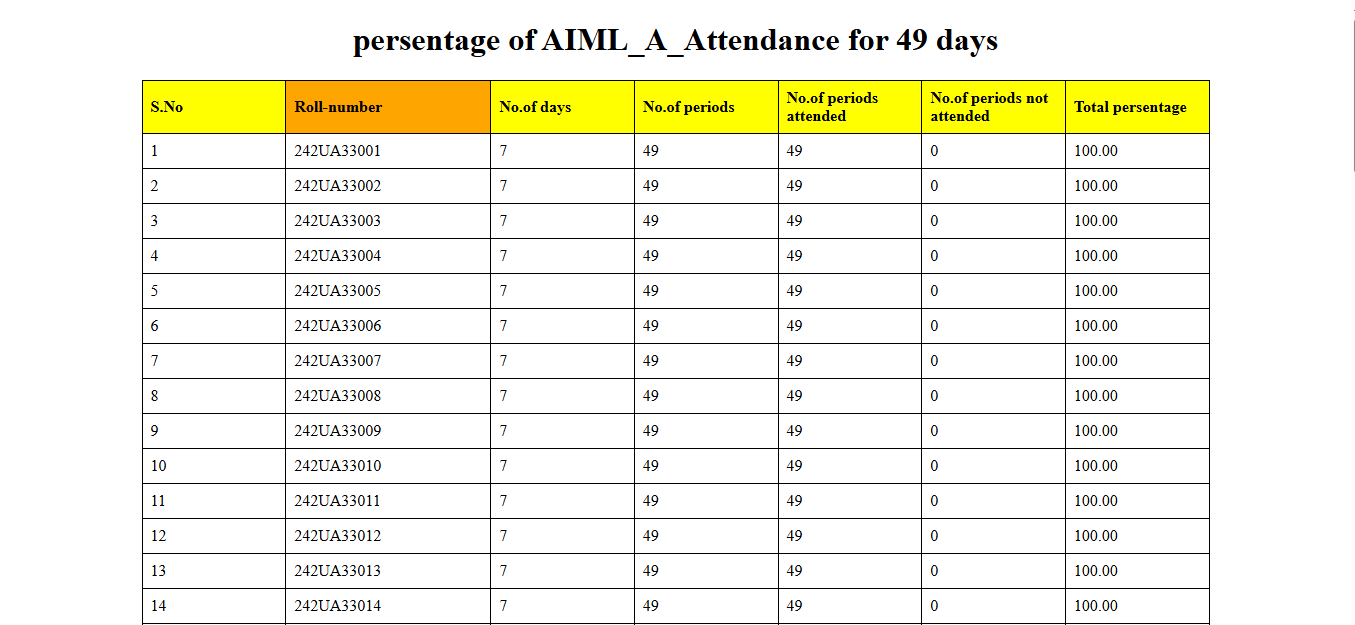 persentage of AIML_A_Attendance for 49 days
S.No Roll-number No.of days No.of periods No.of periods attended No.of periods not attended Total persentage
1 242UA33001 7 49 49 0 100.00
2 242UA33002 7 49 49 0 100.00
3 242UA33003 7 49 49 0 100.00
4 242UA33004 7 49 49 0 100.00
5 242UA33005 7 49 49 0 100.00
6 242UA33006 7 49 49 0 100.00
7 242UA33007 7 49 49 0 100.00
8 242UA33008 7 49 49 0 100.00
9 242UA33009 7 49 49 0 100.00
10 242UA33010 7 49 49 0 100.00
11 242UA33011 7 49 49 0 100.00
12 242UA33012 7 49 49 0 100.00
13 242UA33013 7 49 49 0 100.00
14 242UA33014 7 49 49 0 100.00